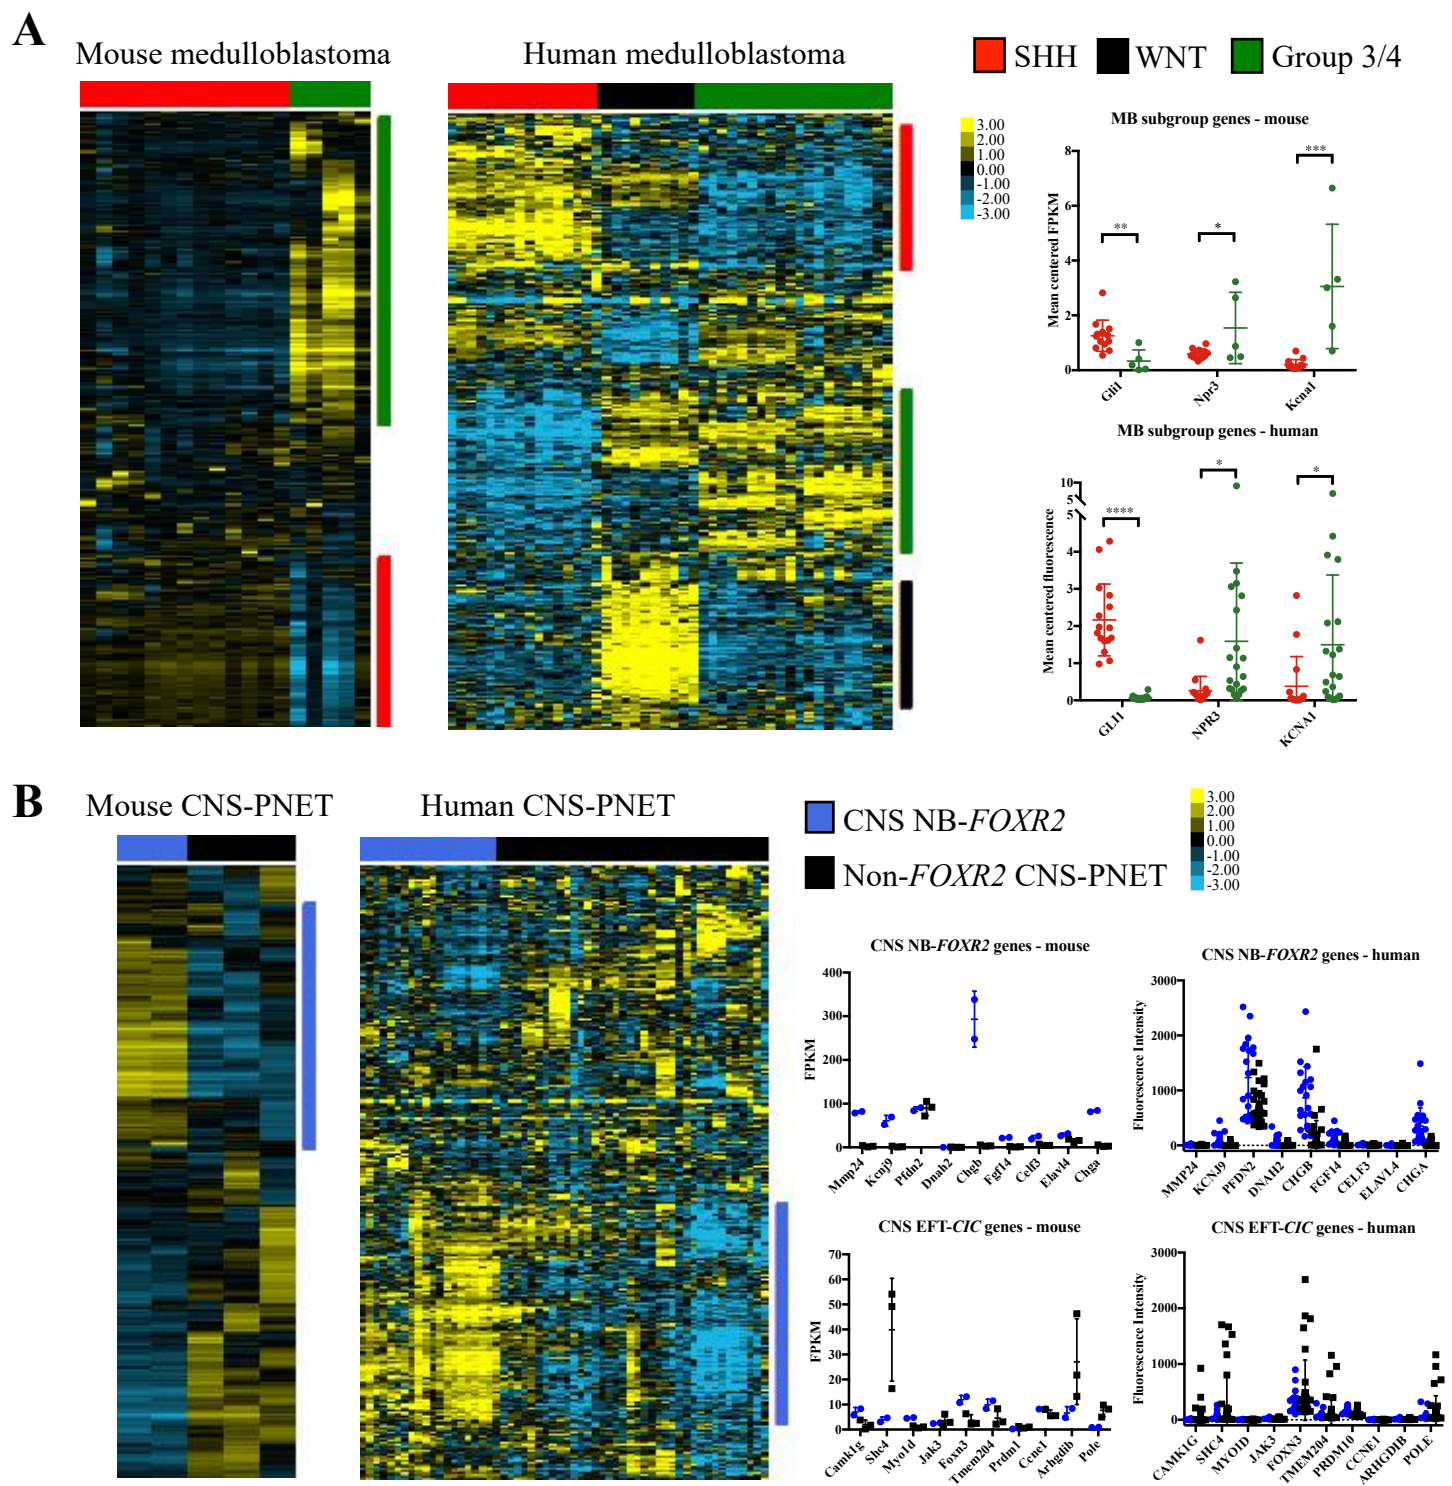 A
Mouse medulloblastoma
Human medulloblastoma
SHH
WNT
Group 3/4
3.00
2.00
1.00
0.00
-1.00
-2.00
-3.00
MB subgroup genes - mouse
Mean centered FPKM
8
6
4
2
0
**
*
***
Gli1
Npr3
Kcna1
MB subgroup genes - human
Mean centered fluorescence
10
5
5
4
3
2
1
0
****
*
*
GLI1
NPR3
KCNA1
B
Mouse CNS-PNET
Human CNS-PNET
CNS NB-FOXR2
Non-FOXR2 CNS-PNET
3.00
2.00
1.00
0.00
-1.00
-2.00
-3.00
CNS NB-FOXR2 genes - mouse
FPKM
400
300
200
100
0
Mmp24
Kcnj9
Pfdn2
Dnah2
Chgb
Fgf14
Celf3
Elavl4
Chga
CNS NB-FOXR2 genes - human
Fluorescence Intensity
3000
2000
1000
0
MMP24
KCNJ9
PFDN2
DNAH2
CHGB
FGF14
CELF3
ELAVL4
CHGA
CNS EFT-CIC genes - mouse
FPKM
70
60
50
40
30
20
10
0
Camk1g
Shc4
Myo1d
Jak3
Foxn3
Tmem204
Prdm1
Ccne1
Arhgdib
Pole
CNS EFT-CIC genes - human
Fluorescence Intensity
3000
2000
1000
0
CAMK1G
SHC4
MYO1D
JAK3
FOXN3
TMEM204
PRDM10
CCNE1
ARHGDIB
POLE